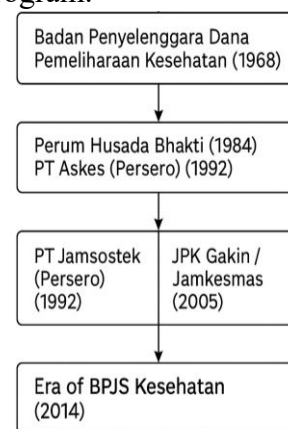 rogram.
Badan Penyelenggara Dana
Pemeliharaan Kesehatan (1968)
Perum Husada Bhakti (1984)
PT Askes (Persero) (1992)
PT Jamsostek
(Persero)
(1992)
JPK Gakin /
Jamkesmas
(2005)
Era of BPJS Kesehatan
(2014)